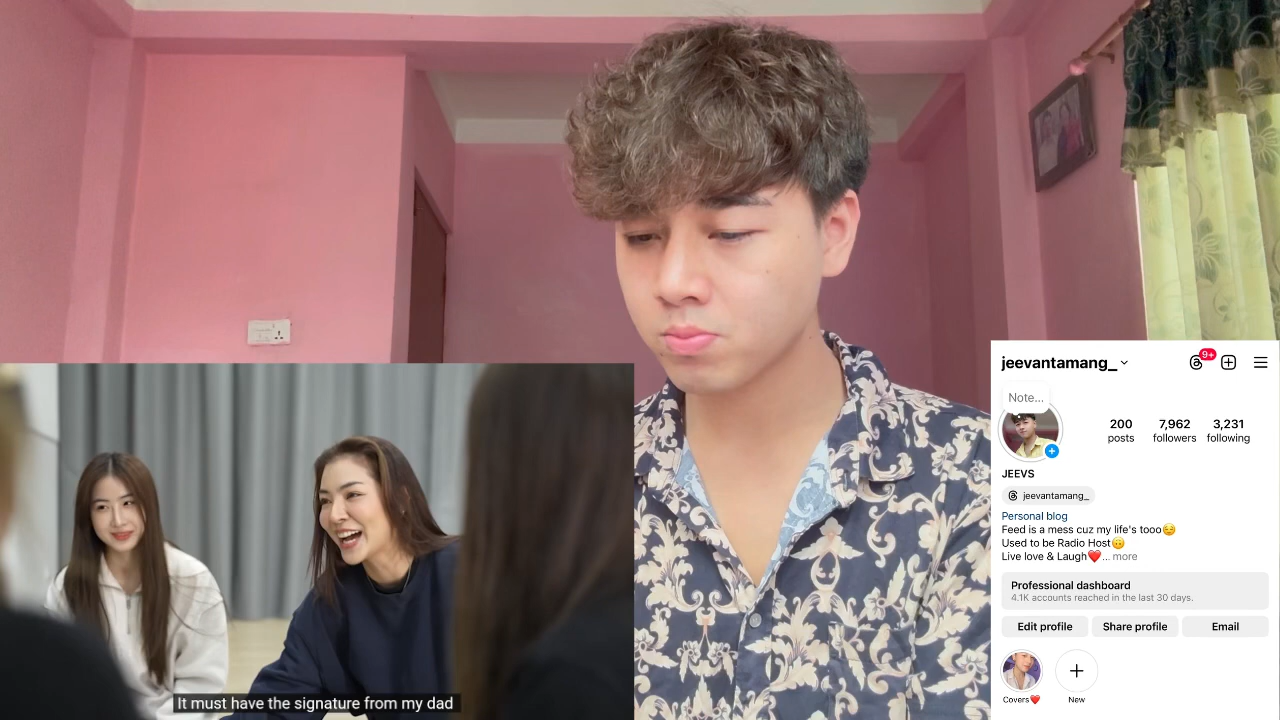 It must have the signature from my dad
jeevantamang_
9+
Note...
200 7,962 3,231
posts followers following
JEEVS
jeevantamang_
Personal blog
Feed is a mess cuz my life's tooo😌
Used to be Radio Host🙃
Live love & Laugh❤️... more
Professional dashboard
4.1K accounts reached in the last 30 days.
Edit profile Share profile Email
Covers❤️ New